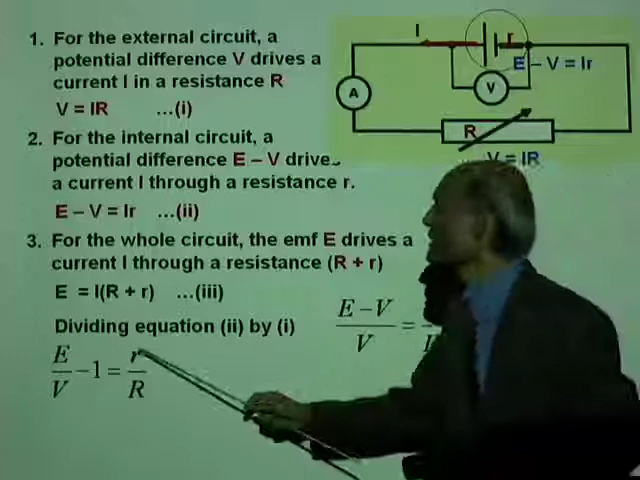 1. For the external circuit, a
potential difference V drives a
current I in a resistance R
V = IR ...(i)
2. For the internal circuit, a
potential difference E – V drive
a current I through a resistance r.
E – V = Ir ...(ii)
3. For the whole circuit, the emf E drives a
current I through a resistance (R + r)
E = I(R + r) ...(iii)
Dividing equation (ii) by (i)
E/V - 1 = r/R
(E - V)/V =
I
r
E – V = Ir
V
A
R
V = IR